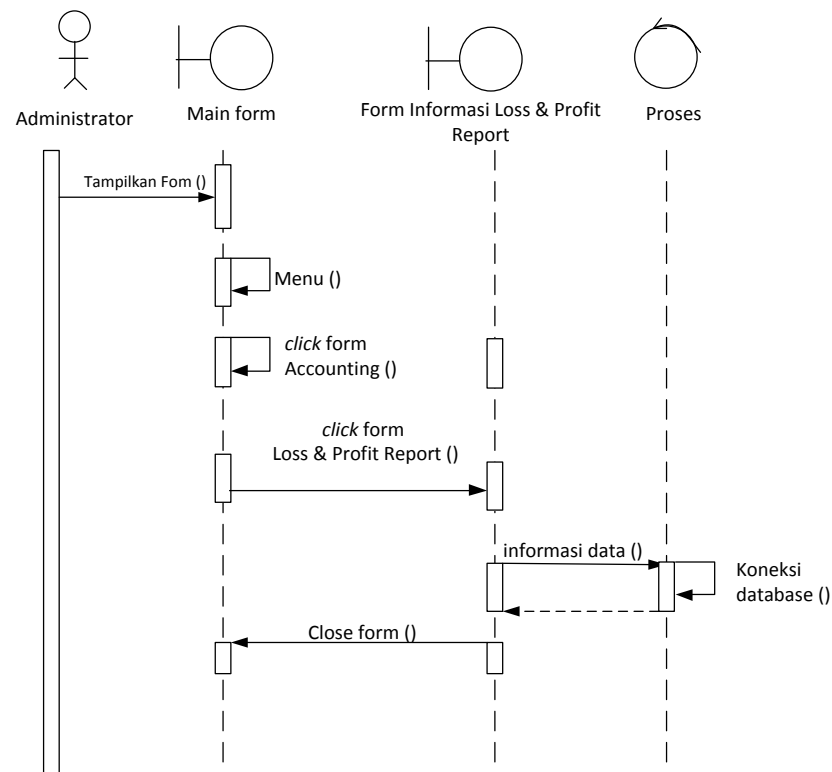 Administrator
Main form
Form Informasi Loss & Profit
Report
Proses
Tampilkan Fom ()
Menu ()
click form
Accounting ()
click form
Loss & Profit Report ()
informasi data ()
Koneksi
database ()
Close form ()